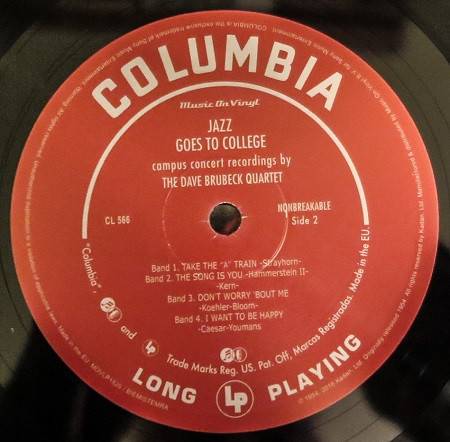 COLUMBIA
Music On Vinyl
JAZZ
GOES TO COLLEGE
campus concert recordings by
THE DAVE BRUBECK QUARTET
CL 566
NONBREAKABLE
Side 2
Band 1. TAKE THE "A" TRAIN -Strayhorn-
Band 2. THE SONG IS YOU -Hammerstein II-
-Kern-
Band 3. DON'T WORRY 'BOUT ME
-Koehler-Bloom-
Band 4. I WANT TO BE HAPPY
-Caesar-Youmans
"Columbia", and LP Trade Marks Reg. US. Pat. Off, Marcas Registradas. Made in the EU.
LONG LP PLAYING